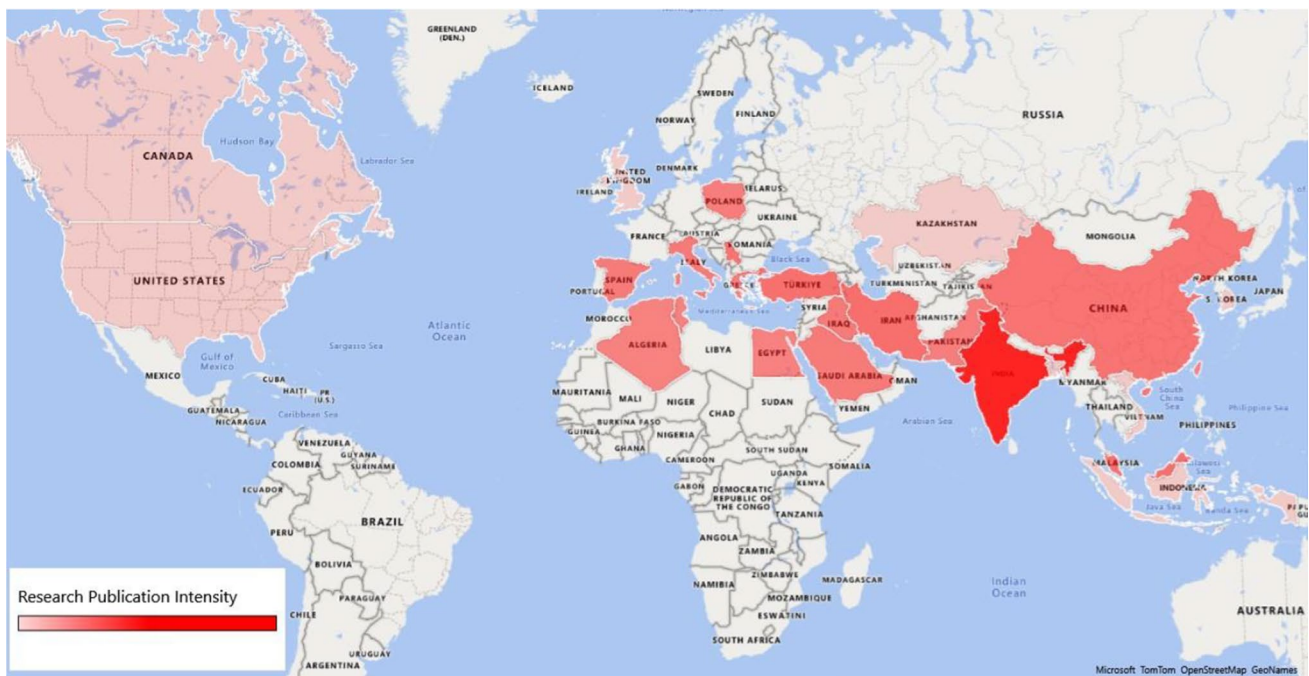 GREENLAND
(DEN.)
ICELAND
SWEDEN
FINLAND
NORWAY
RUSSIA
Hudson Bay
CANADA
Labrador Sea
UNITED
KINGDOM
IRELAND
DENMARK
POLAND
UKRAINE
FRANCE
AUSTRIA
ROMANIA
KAZAKHSTAN
MONGOLIA
UNITED STATES
ITALY
Black Sea
UZBEKISTAN
NORTH KOREA
SPAIN
PORTUGAL
TÜRKIYE
TURKMENISTAN
S. KOREA
JAPAN
Mediterranean Sea
SYRIA
MOROCCO
IRAQ
IRAN
AFGHANISTAN
CHINA
Atlantic
Ocean
Sargasso Sea
Gulf of
Mexico
ALGERIA
LIBYA
EGYPT
PAKISTAN
MEXICO
CUBA
HAITI
PR
(U.S.)
SAUDI ARABIA
OMAN
INDIA
MYANMAR
South
China
Sea
Philippine Sea
GUATEMALA
NICARAGUA
Caribbean Sea
MAURITANIA
MALI
NIGER
CHAD
SUDAN
YEMEN
Arabian Sea
THAILAND
VIETNAM
PHILIPPINES
BURKINA FASO
GUINEA
GHANA
NIGERIA
VENEZUELA
GUYANA
SURINAME
COLOMBIA
CAMEROON
SOUTH SUDAN
SOMALIA
UGANDA
KENYA
MALAYSIA
ECUADOR
GABON
DEMOCRATIC
REPUBLIC OF
THE CONGO
INDONESIA
Java Sea
Banda Sea
BRAZIL
PERU
TANZANIA
ANGOLA
ZAMBIA
BOLIVIA
ZIMBABWE
MADAGASCAR
Indian
Ocean
NAMIBIA
MOZAMBIQUE
ESWATINI
PARAGUAY
CHILE
AUSTRALIA
SOUTH AFRICA
URUGUAY
ARGENTINA
Research Publication Intensity
Microsoft TomTom OpenStreetMap GeoNames